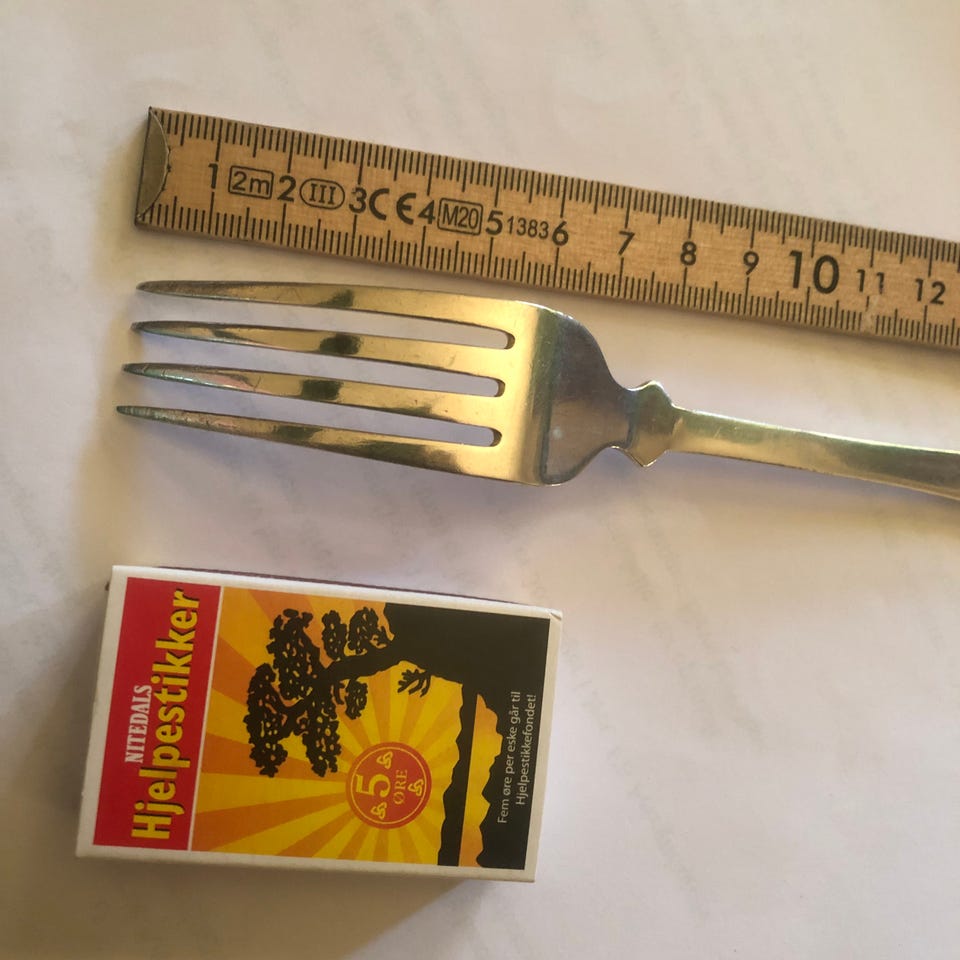 1 2m 2 III 3 CE 4 M20 5 13836 6 7 8 9 10 11 12
NITEDALS
Hjelpestikker
5
ØRE
Fem øre per eske går til
Hjelpestikkefondet!